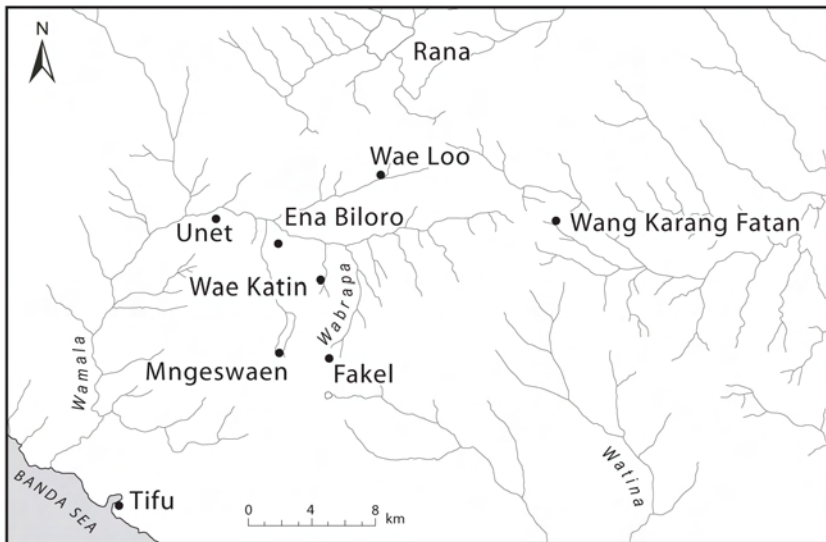 N
Rana
Wae Loo
Ena Biloro
Unet
Wang Karang Fatan
Wae Katin
Wabrapa
Mngeswaen
Fakel
Wamala
Watina
BANDA SEA
Tifu
0 4 8
km